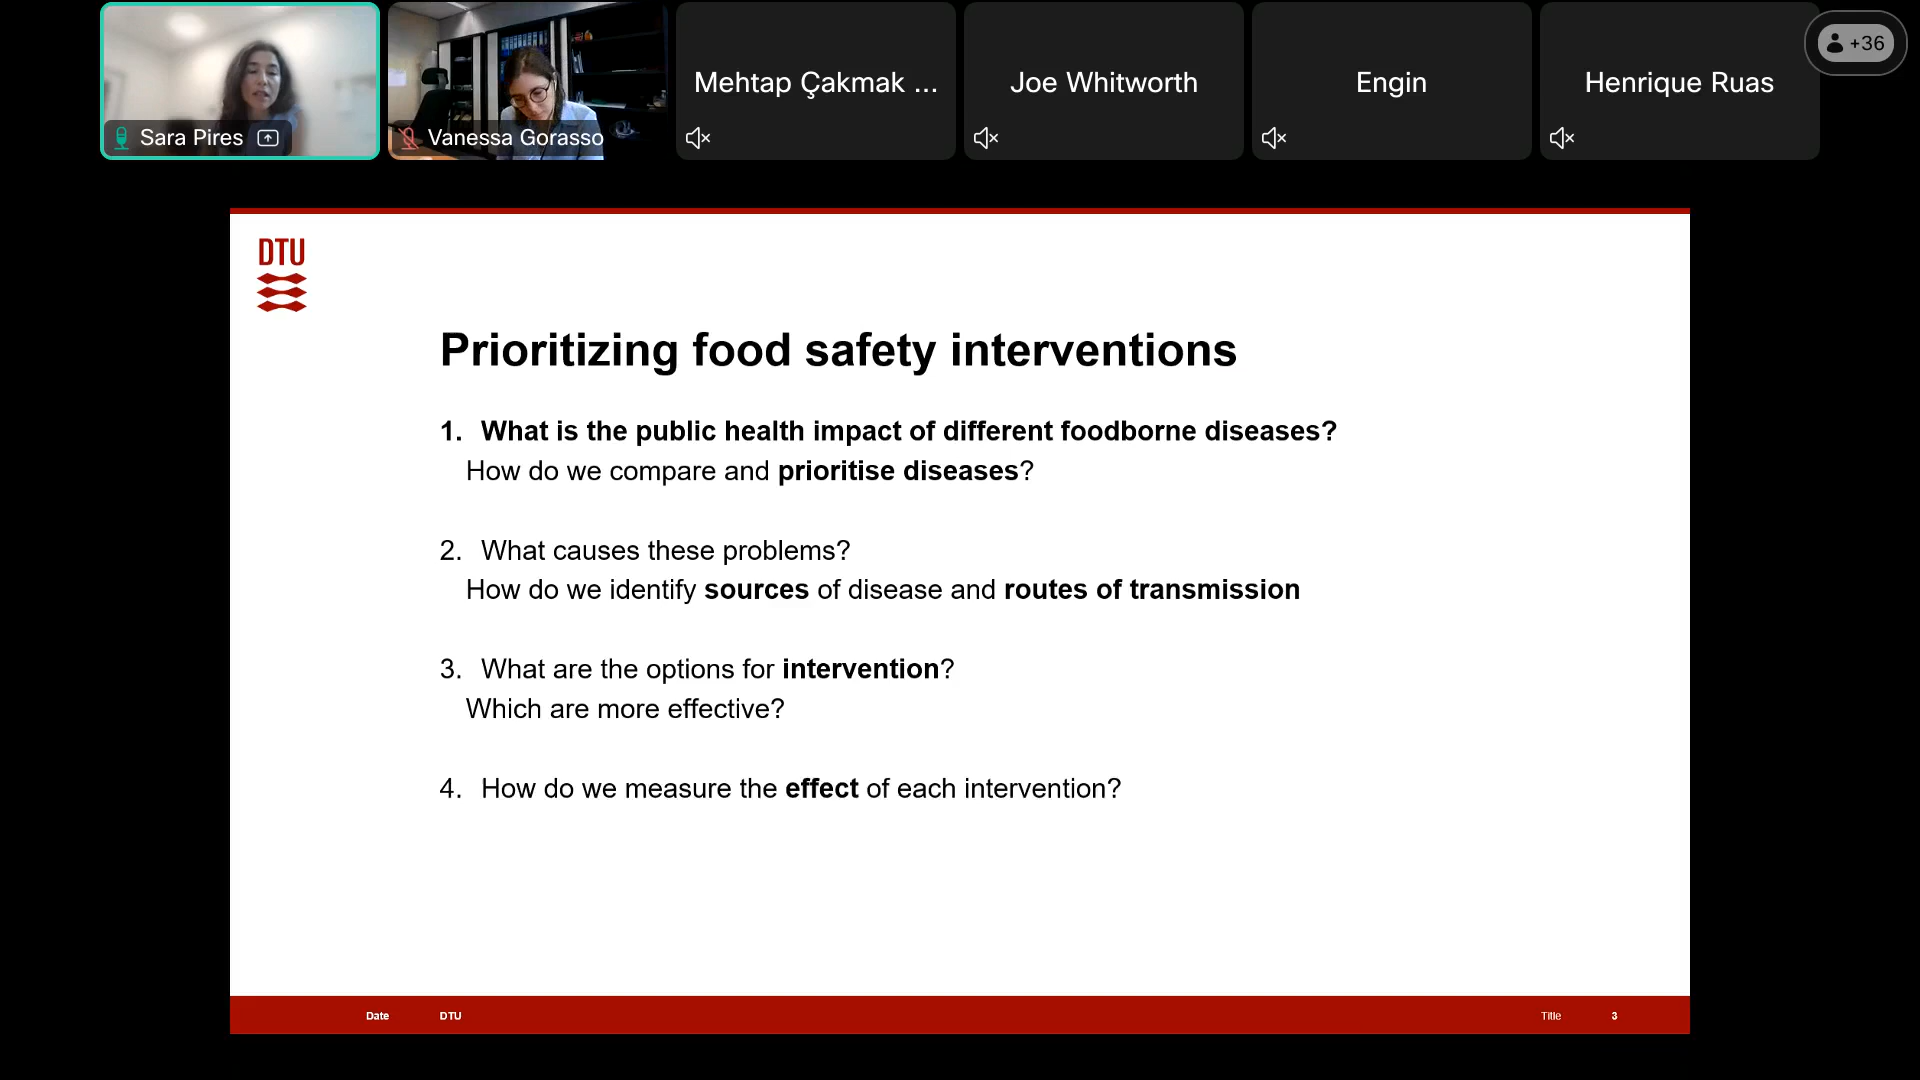 Sara Pires
Vanessa Gorasso
Mehtap Çakmak ...
Joe Whitworth
Engin
Henrique Ruas
+36
DTU
Prioritizing food safety interventions
1. What is the public health impact of different foodborne diseases?
How do we compare and prioritise diseases?
2. What causes these problems?
How do we identify sources of disease and routes of transmission
3. What are the options for intervention?
Which are more effective?
4. How do we measure the effect of each intervention?
Date DTU Title 3